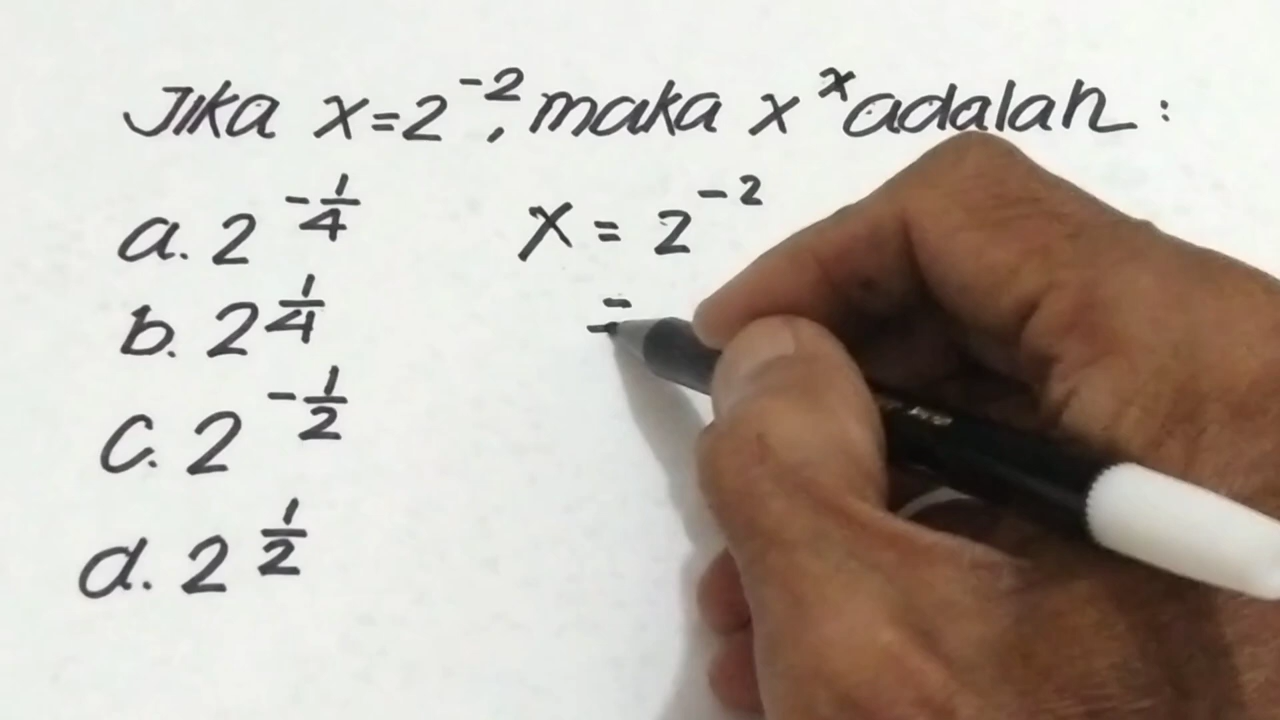 Jika x=2⁻², maka xˣ adalah :
a. 2^(-1/4)
b. 2^(1/4)
c. 2^(-1/2)
d. 2^(1/2)
x = 2⁻²
=